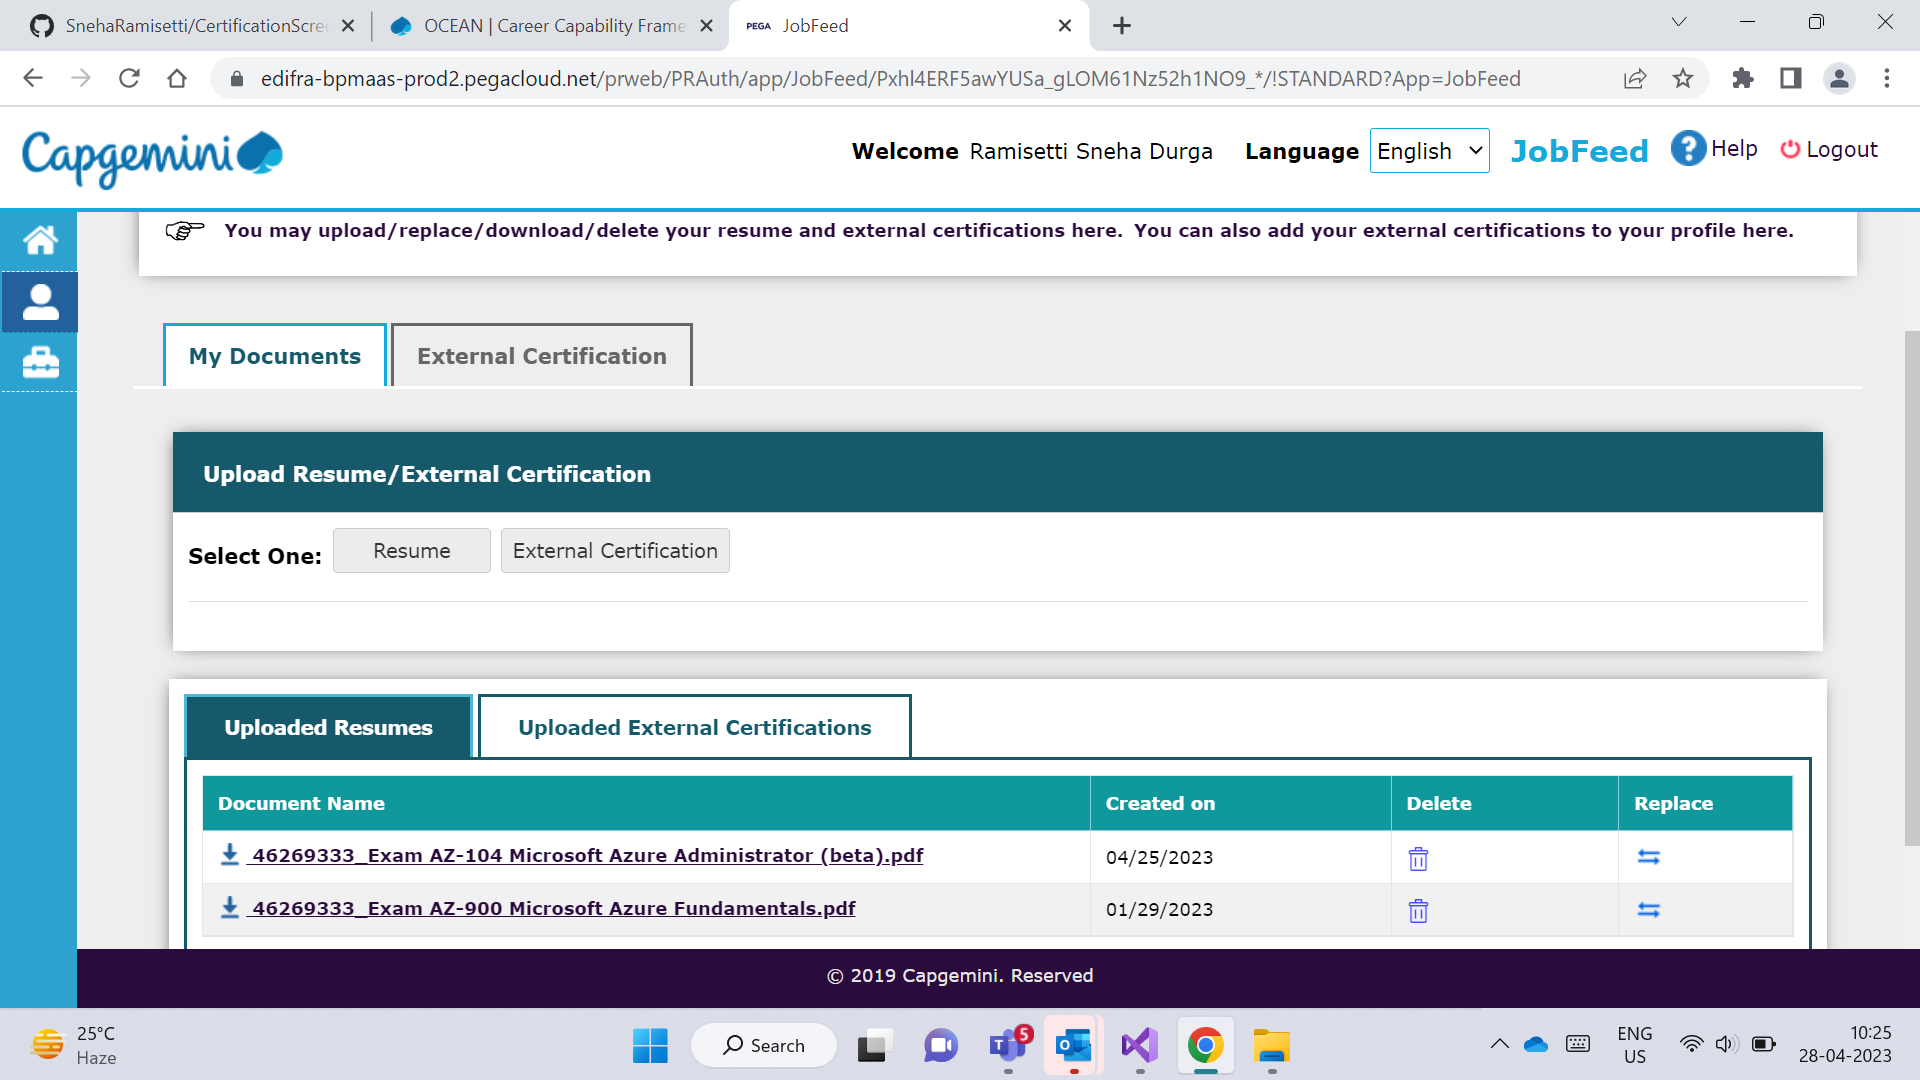 SnehaRamisetti/CertificationScre
OCEAN | Career Capability Frame
PEGA JobFeed
edifra-bpmaas-prod2.pegacloud.net/prweb/PRAuth/app/JobFeed/Pxhl4ERF5awYUSa_gLOM61Nz52h1NO9_*/!STANDARD?App=JobFeed
Capgemini
Welcome Ramisetti Sneha Durga Language English JobFeed ? Help Logout
You may upload/replace/download/delete your resume and external certifications here. You can also add your external certifications to your profile here.
My Documents External Certification
Upload Resume/External Certification
Select One: Resume External Certification
Uploaded Resumes Uploaded External Certifications
Document Name Created on Delete Replace
46269333_Exam AZ-104 Microsoft Azure Administrator (beta).pdf 04/25/2023
46269333_Exam AZ-900 Microsoft Azure Fundamentals.pdf 01/29/2023
© 2019 Capgemini. Reserved
25°C
Haze
Search
T 5
O
ENG
US
10:25
28-04-2023